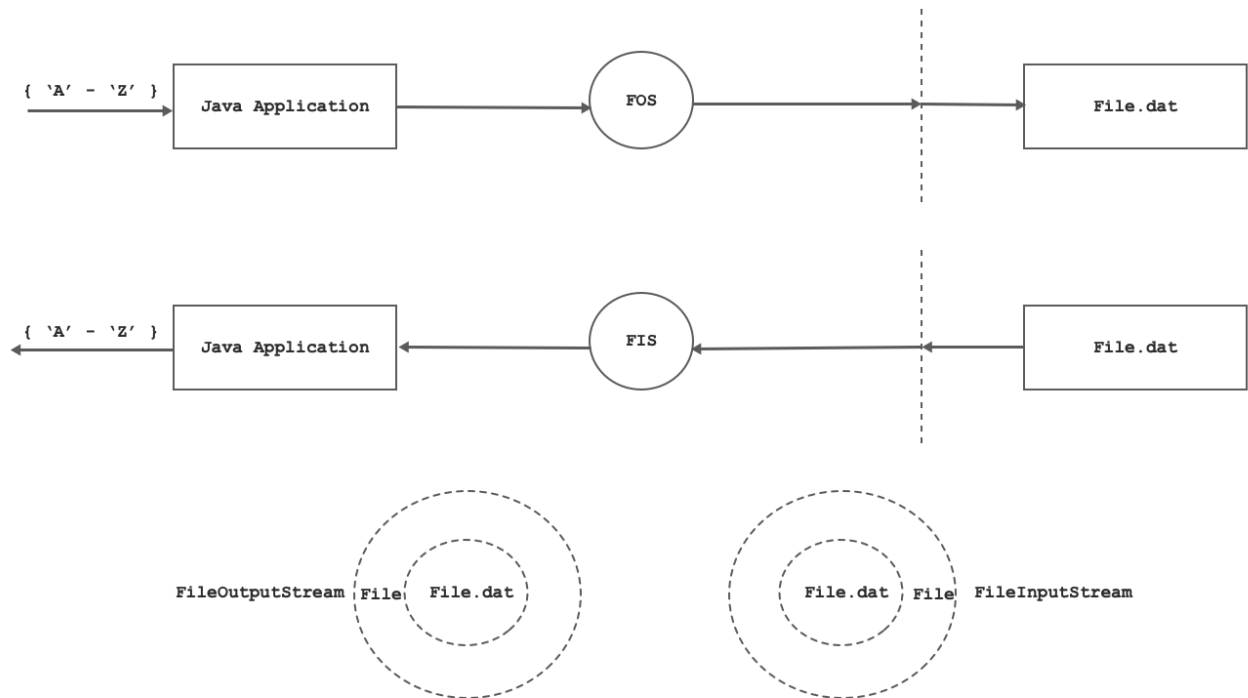 { ‘A’ - ‘Z’ }
Java Application
FOS
File.dat
{ ‘A’ - ‘Z’ }
Java Application
FIS
File.dat
FileOutputStream File File.dat
File.dat File FileInputStream